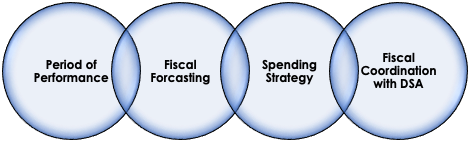 Period of
Performance
Fiscal
Forcasting
Spending
Strategy
Fiscal
Coordination
with DSA